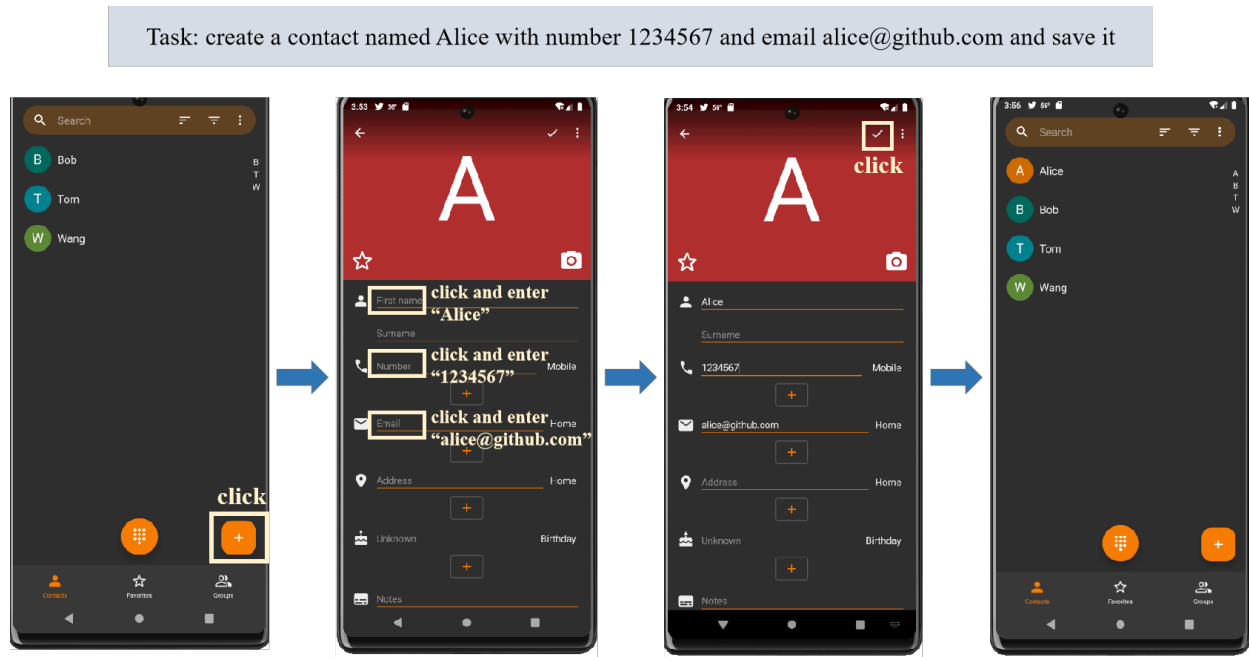 Task: create a contact named Alice with number 1234567 and email alice@github.com and save it
Search
B Bob
T Tom
W Wang
B
T
W
click
+
Contacts Favorites Groups
3:53 56°
A
First name click and enter
“Alice”
Surname
Number click and enter
“1234567” Mobile
+
Email click and enter Home
“alice@github.com”
+
Address Home
+
Unknown Birthday
+
Notes
3:54 56°
click
A
Alice
Surname
1234567 Mobile
+
alice@github.com Home
+
Address Home
+
Unknown Birthday
+
Notes
3:56 56°
Search
A Alice
B Bob
T Tom
W Wang
A
B
T
W
+
Contacts Favorites Groups